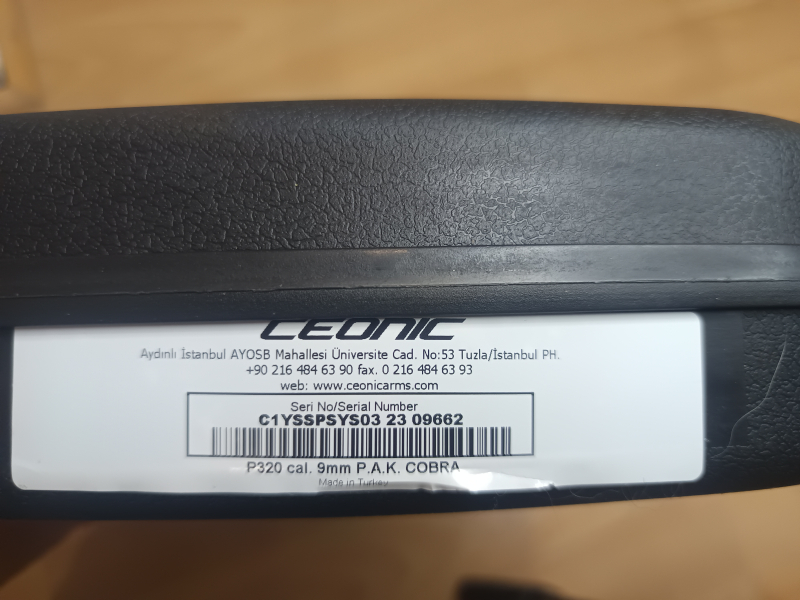 CEONIC
Aydınlı İstanbul AYOSB Mahallesi Üniversite Cad. No:53 Tuzla/İstanbul PH.
+90 216 484 63 90 fax. 0 216 484 63 93
web: www.ceonicarms.com
Seri No/Serial Number
C1YSSPSYS03 23 09662
P320 cal. 9mm P.A.K. COBRA
Made in Turkey